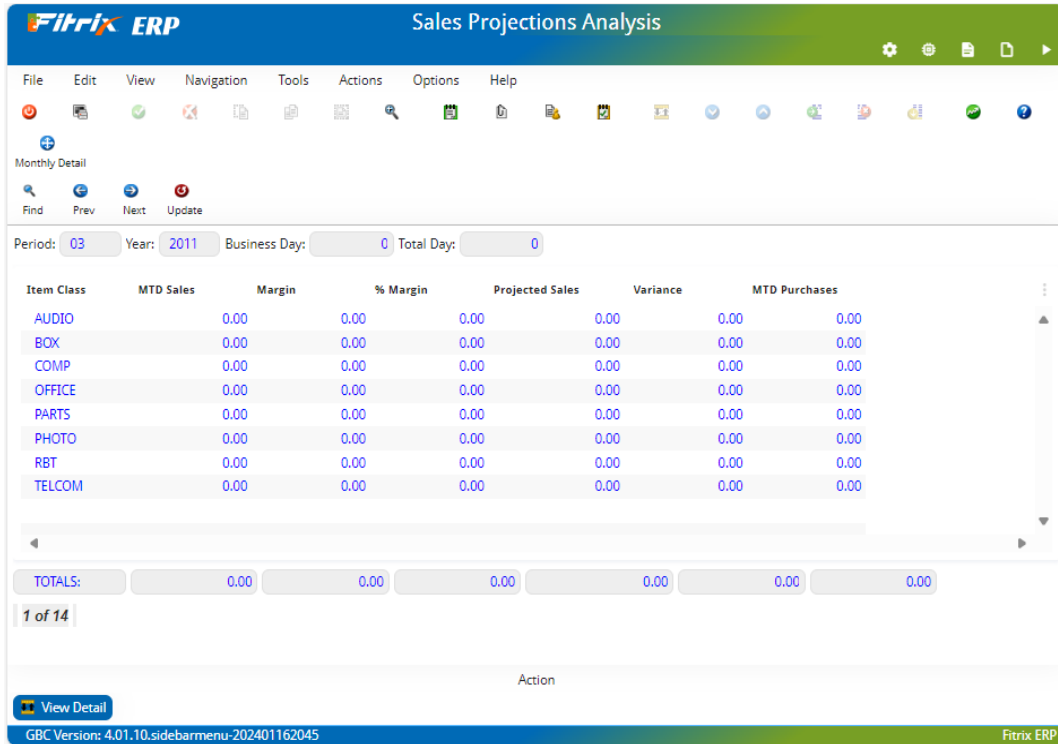 Fitrix ERP Sales Projections Analysis
File Edit View Navigation Tools Actions Options Help
Monthly Detail
Find Prev Next Update
Period: 03 Year: 2011 Business Day: 0 Total Day: 0
Item Class MTD Sales Margin % Margin Projected Sales Variance MTD Purchases
AUDIO 0.00 0.00 0.00 0.00 0.00 0.00
BOX 0.00 0.00 0.00 0.00 0.00 0.00
COMP 0.00 0.00 0.00 0.00 0.00 0.00
OFFICE 0.00 0.00 0.00 0.00 0.00 0.00
PARTS 0.00 0.00 0.00 0.00 0.00 0.00
PHOTO 0.00 0.00 0.00 0.00 0.00 0.00
RBT 0.00 0.00 0.00 0.00 0.00 0.00
TELCOM 0.00 0.00 0.00 0.00 0.00 0.00
TOTALS: 0.00 0.00 0.00 0.00 0.00 0.00
1 of 14
Action
View Detail
GBC Version: 4.01.10.sidebarmenu-202401162045 Fitrix ERP